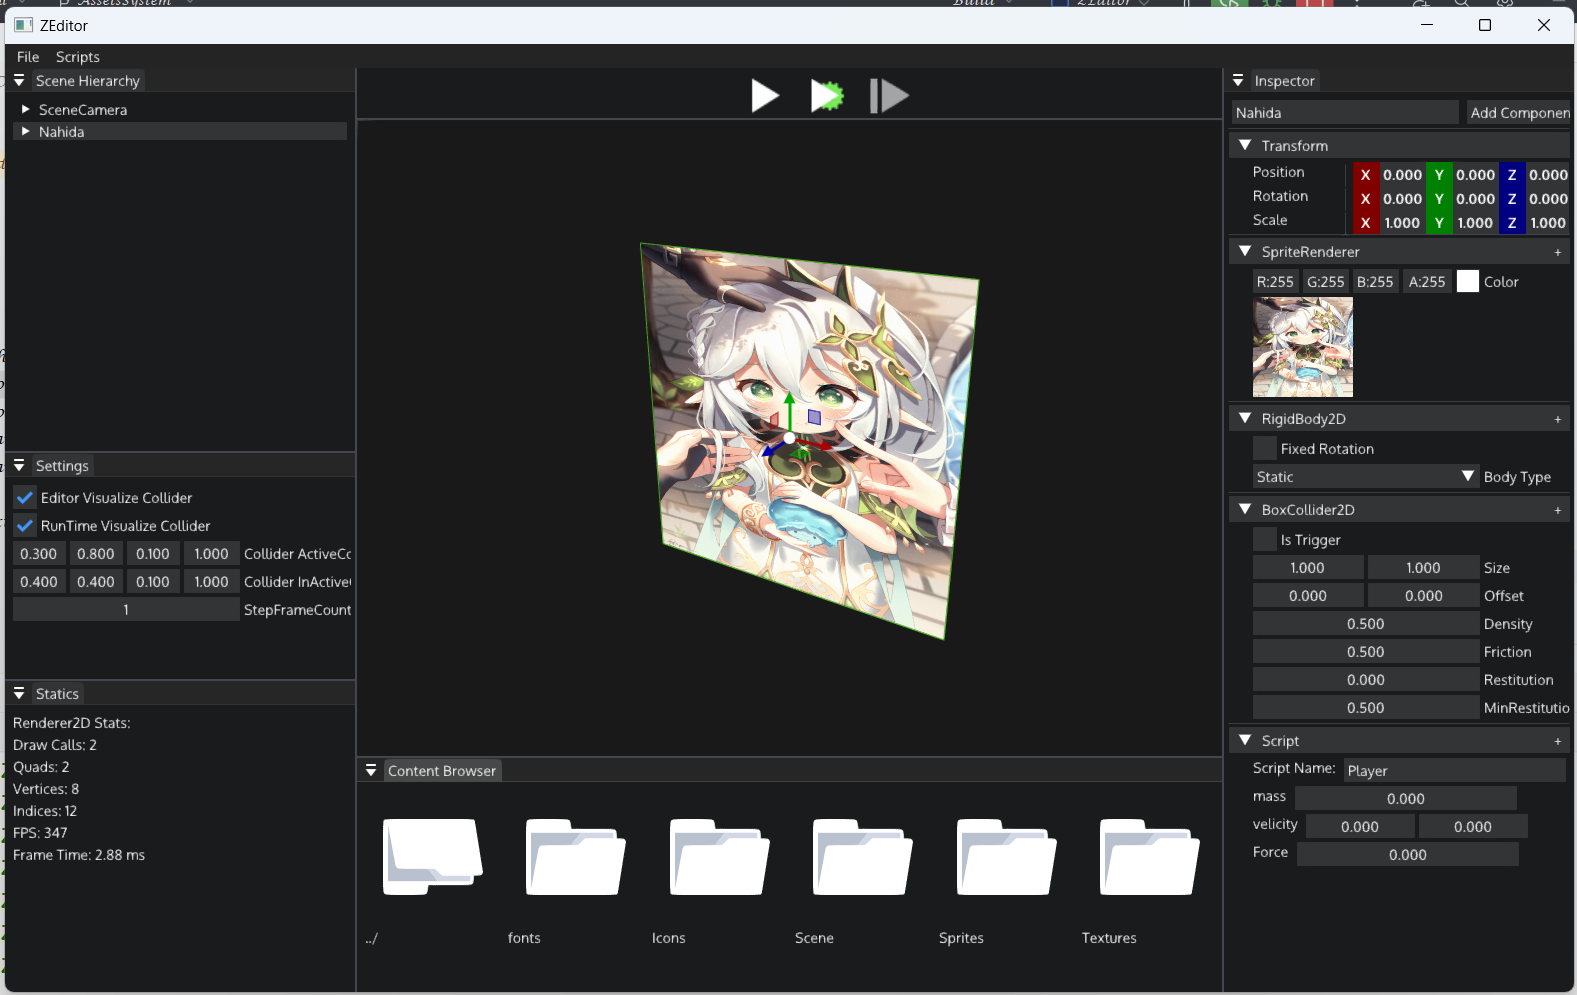 AssetsSystem
Build
ZEditor
ZEditor
File Scripts
Scene Hierarchy
SceneCamera
Nahida
Settings
Editor Visualize Collider
RunTime Visualize Collider
0.300 0.800 0.100 1.000 Collider ActiveCo
0.400 0.400 0.100 1.000 Collider InActive
1 StepFrameCount
Statics
Renderer2D Stats:
Draw Calls: 2
Quads: 2
Vertices: 8
Indices: 12
FPS: 347
Frame Time: 2.88 ms
Content Browser
../ fonts Icons Scene Sprites Textures
Inspector
Nahida Add Componen
Transform
Position X 0.000 Y 0.000 Z 0.000
Rotation X 0.000 Y 0.000 Z 0.000
Scale X 1.000 Y 1.000 Z 1.000
SpriteRenderer +
R:255 G:255 B:255 A:255 Color
RigidBody2D +
Fixed Rotation
Static Body Type
BoxCollider2D +
Is Trigger
1.000 1.000 Size
0.000 0.000 Offset
0.500 Density
0.500 Friction
0.000 Restitution
0.500 MinRestitutio
Script +
Script Name: Player
mass 0.000
velicity 0.000 0.000
Force 0.000